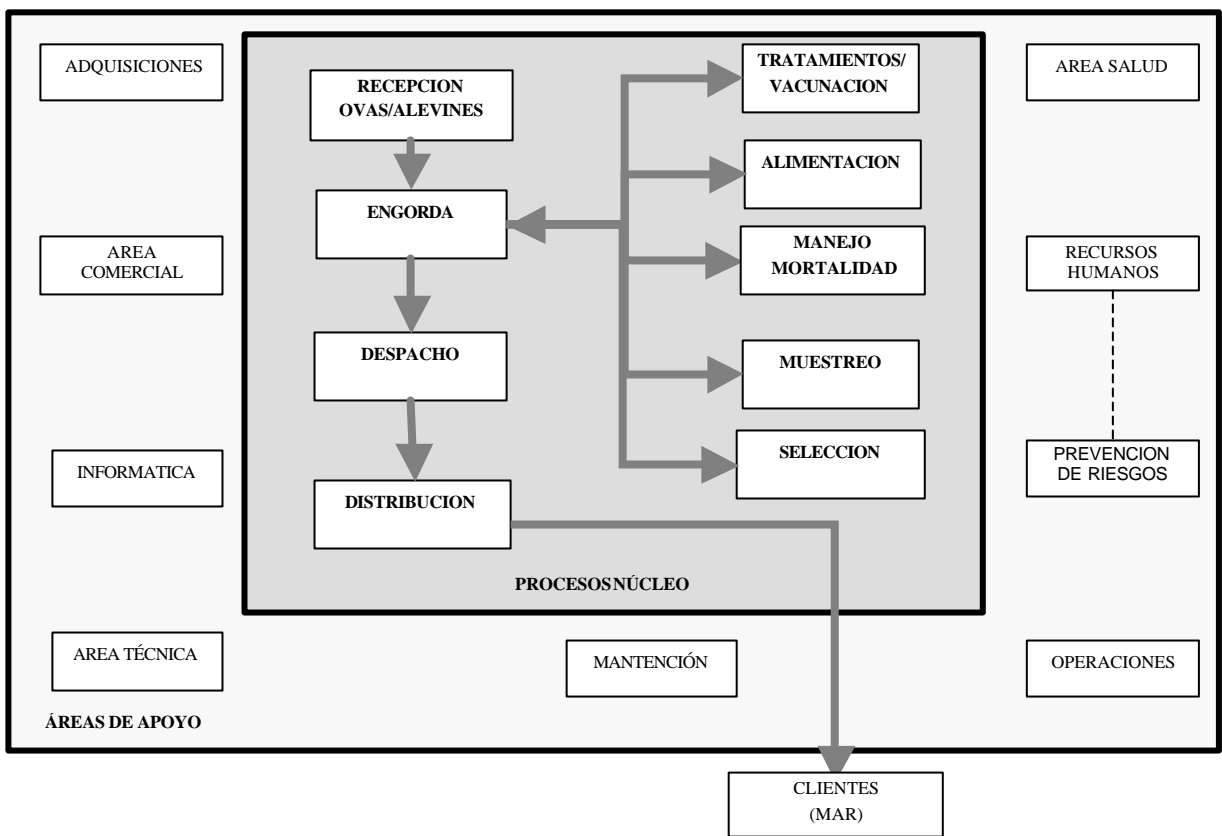 ADQUISICIONES
RECEPCION
OVAS/ALEVINES
TRATAMIENTOS/
VACUNACION
AREA SALUD
ALIMENTACION
ENGORDA
AREA
COMERCIAL
MANEJO
MORTALIDAD
RECURSOS
HUMANOS
DESPACHO
MUESTREO
INFORMATICA
SELECCION
PREVENCION
DE RIESGOS
DISTRIBUCION
PROCESOS NÚCLEO
AREA TÉCNICA
MANTENCIÓN
OPERACIONES
ÁREAS DE APOYO
CLIENTES
(MAR)